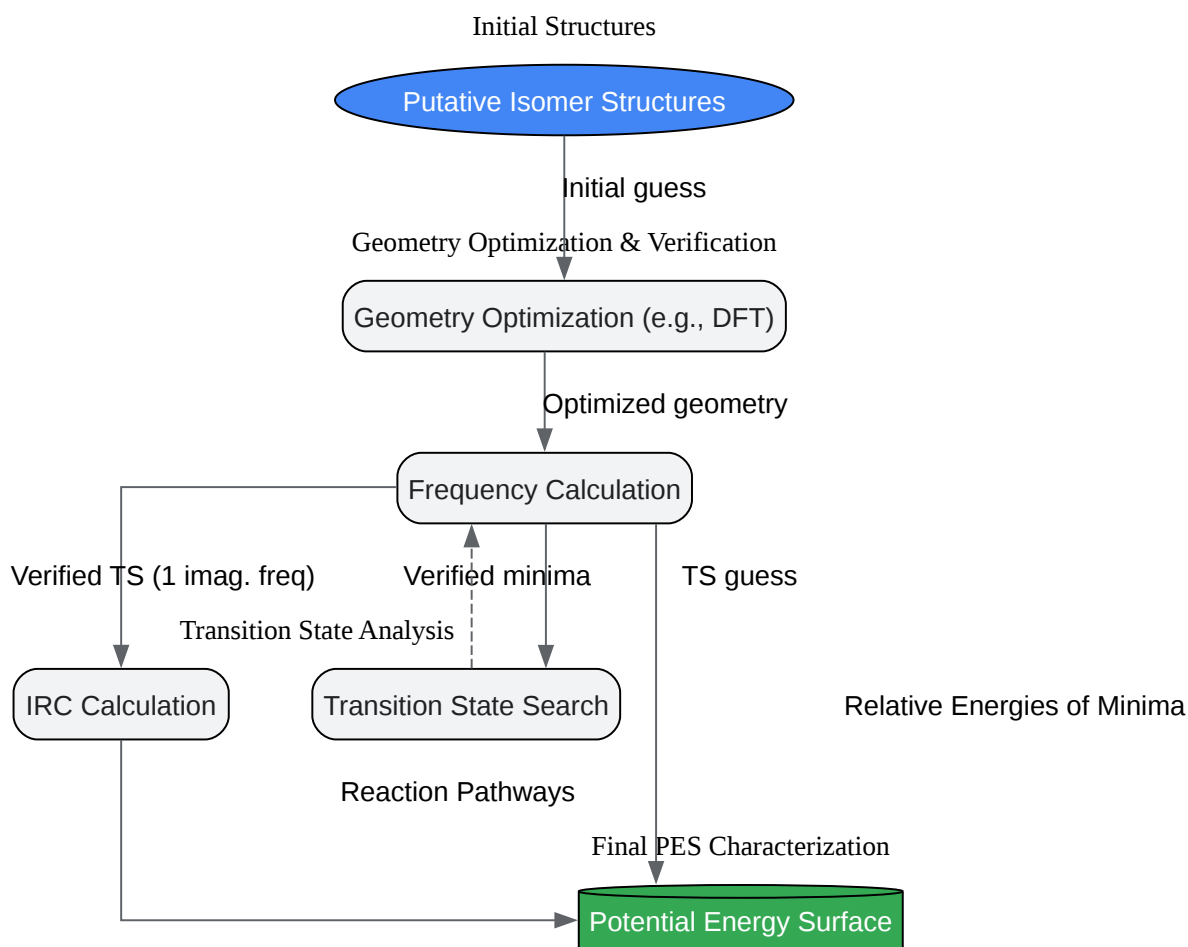 Initial Structures
Putative Isomer Structures
Initial guess
Geometry Optimization & Verification
Geometry Optimization (e.g., DFT)
Optimized geometry
Frequency Calculation
Verified TS (1 imag. freq)
Verified minima
TS guess
Transition State Analysis
IRC Calculation
Transition State Search
Relative Energies of Minima
Reaction Pathways
Final PES Characterization
Potential Energy Surface